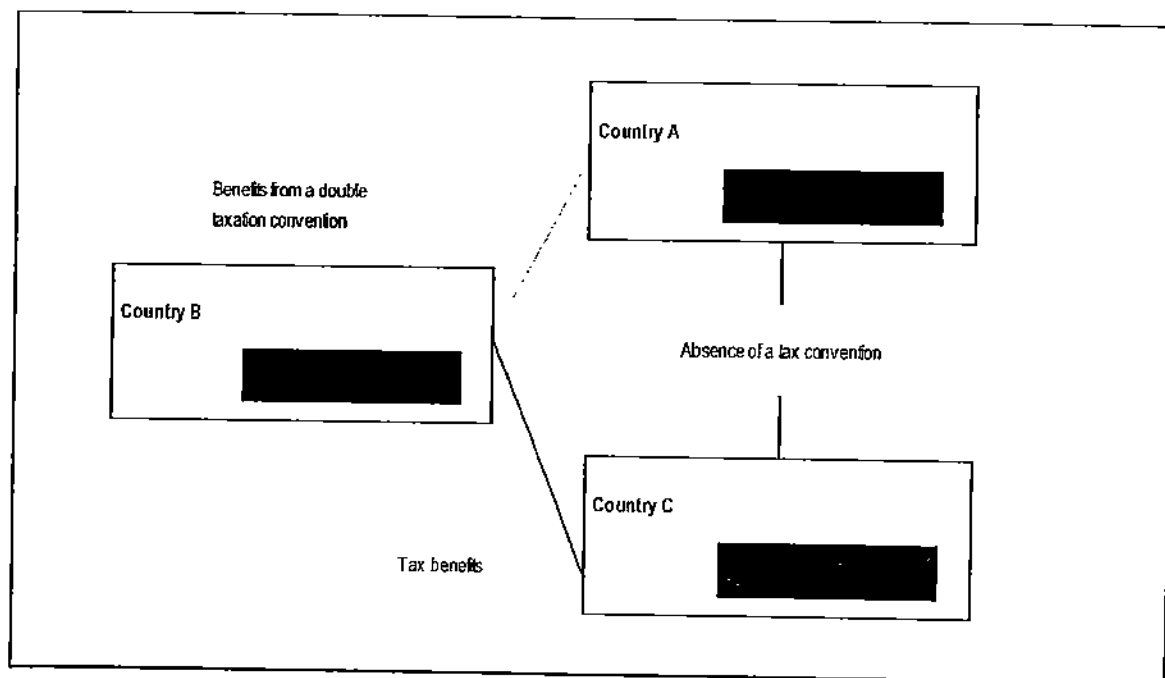 Country A
Benefits from a double
taxation convention
Country B
Absence of a tax convention
Country C
Tax benefits